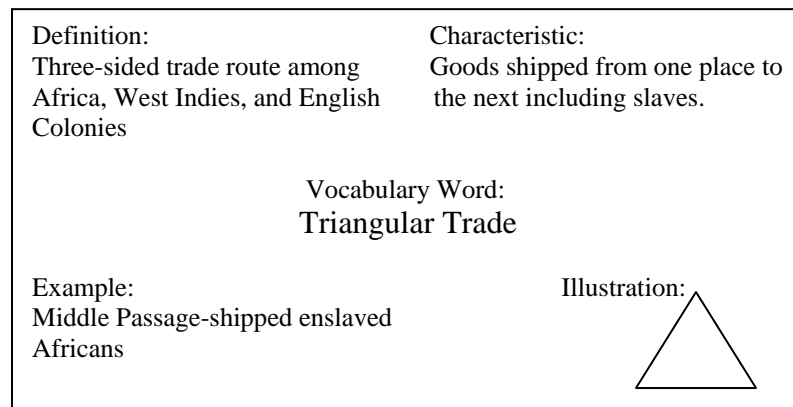 Definition:
Three-sided trade route among
Africa, West Indies, and English
Colonies
Characteristic:
Goods shipped from one place to
the next including slaves.
Vocabulary Word:
Triangular Trade
Example:
Middle Passage-shipped enslaved
Africans
Illustration: